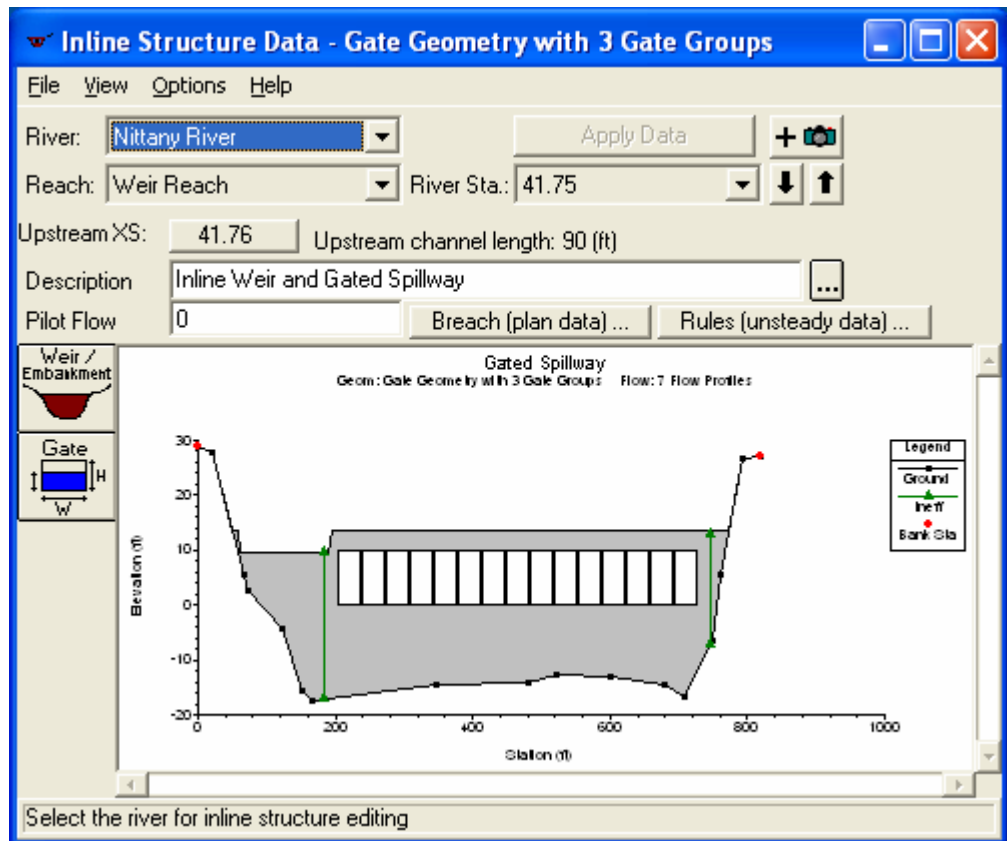 Inline Structure Data - Gate Geometry with 3 Gate Groups
File View Options Help
River: Nittany River Apply Data
Reach: Weir Reach River Sta.: 41.75
Upstream XS: 41.76 Upstream channel length: 90 (ft)
Description Inline Weir and Gated Spillway ...
Pilot Flow 0 Breach (plan data) ... Rules (unsteady data) ...
Weir /
Embankment
Gate
H
W
Gated Spillway
Geom: Gate Geometry with 3 Gate Groups Flow: 7 Flow Profiles
30
20
10
0
-10
-20
Elevation (ft)
0 200 400 600 800 1000
Station (ft)
Legend
Ground
Ineff
Bank Sta
Select the river for inline structure editing